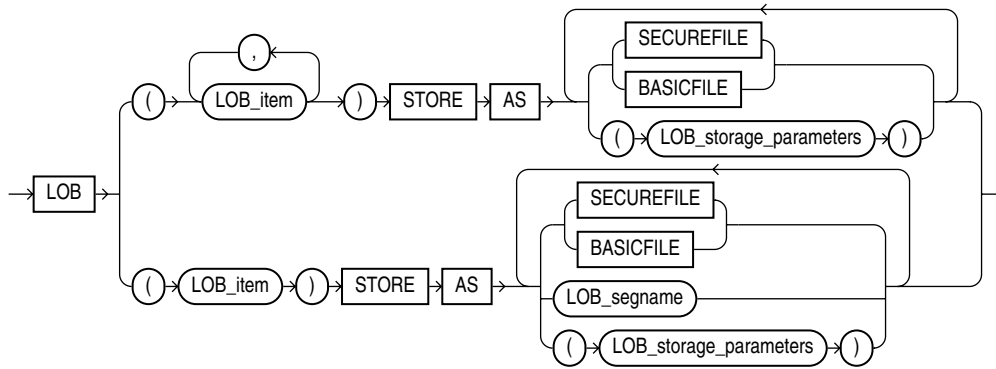 ,
SECUREFILE
BASICFILE
( LOB_item ) STORE AS
( LOB_storage_parameters )
LOB
SECUREFILE
BASICFILE
( LOB_item ) STORE AS
LOB_segname
( LOB_storage_parameters )